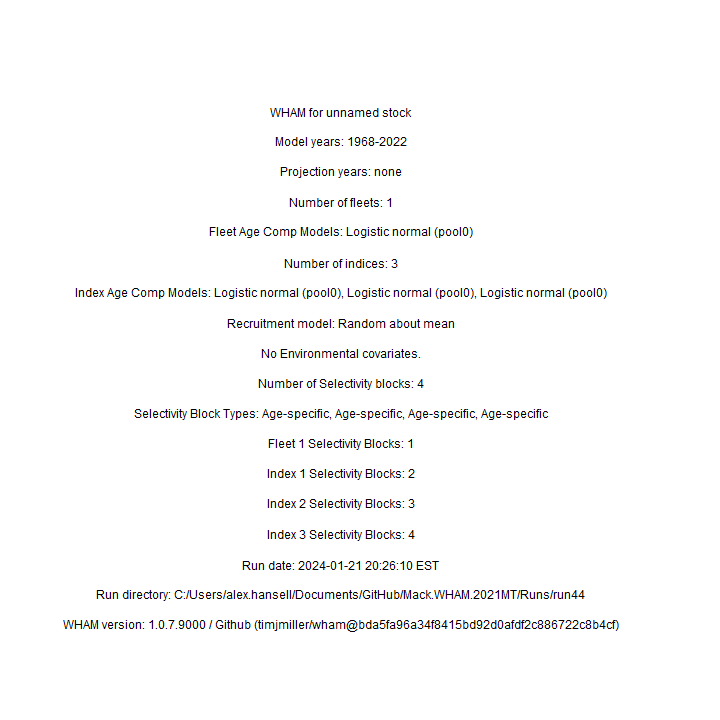 WHAM for unnamed stock
Model years: 1968-2022
Projection years: none
Number of fleets: 1
Fleet Age Comp Models: Logistic normal (pool0)
Number of indices: 3
Index Age Comp Models: Logistic normal (pool0), Logistic normal (pool0), Logistic normal (pool0)
Recruitment model: Random about mean
No Environmental covariates.
Number of Selectivity blocks: 4
Selectivity Block Types: Age-specific, Age-specific, Age-specific, Age-specific
Fleet 1 Selectivity Blocks: 1
Index 1 Selectivity Blocks: 2
Index 2 Selectivity Blocks: 3
Index 3 Selectivity Blocks: 4
Run date: 2024-01-21 20:26:10 EST
Run directory: C:/Users/alex.hansell/Documents/GitHub/Mack.WHAM.2021MT/Runs/run44
WHAM version: 1.0.7.9000 / Github (timjmiller/wham@bda5fa96a34f8415bd92d0afdf2c886722c8b4cf)